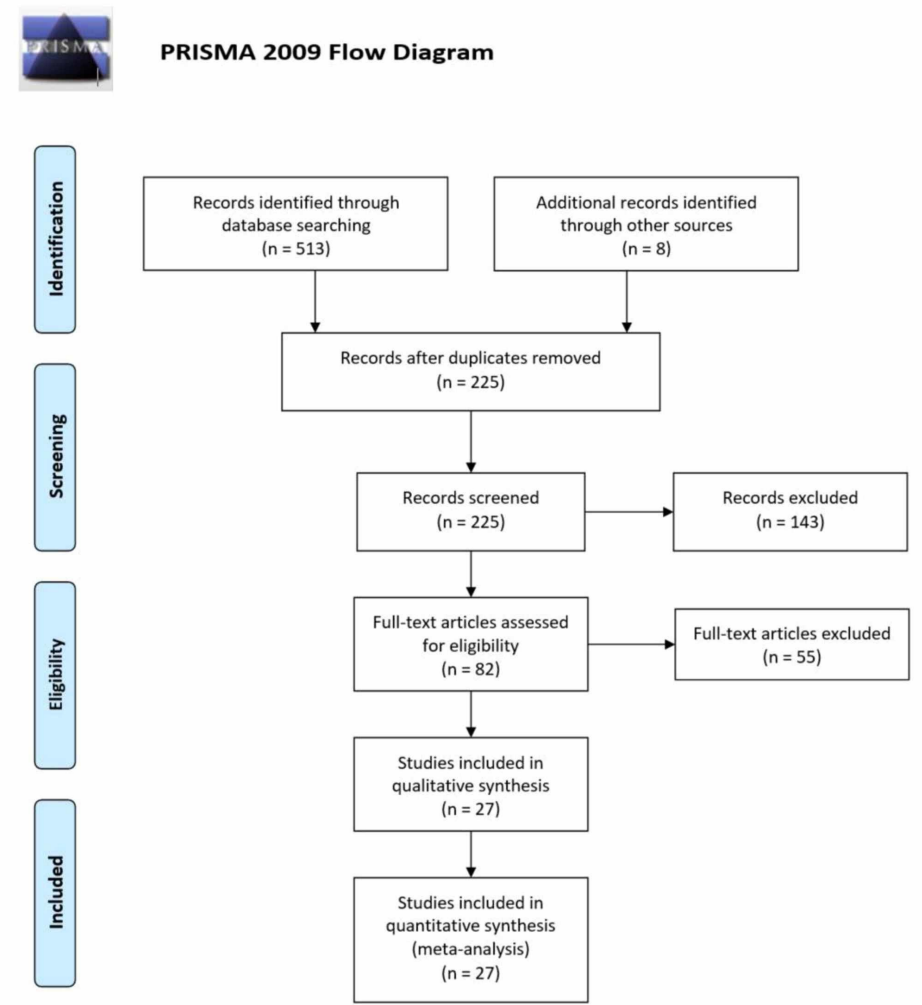 PRISMA
PRISMA 2009 Flow Diagram
Identification
Records identified through
database searching
(n = 513)
Additional records identified
through other sources
(n = 8)
Records after duplicates removed
(n = 225)
Screening
Records screened
(n = 225)
Records excluded
(n = 143)
Eligibility
Full-text articles assessed
for eligibility
(n = 82)
Full-text articles excluded
(n = 55)
Studies included in
qualitative synthesis
(n = 27)
Included
Studies included in
quantitative synthesis
(meta-analysis)
(n = 27)